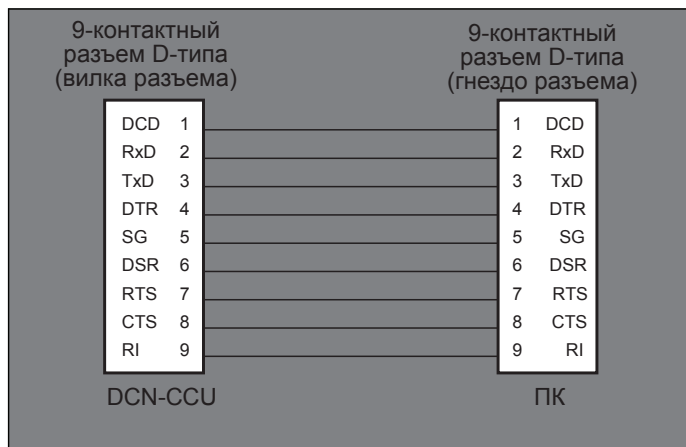 9-контактный
разъем D-типа
(вилка разъема)
9-контактный
разъем D-типа
(гнездо разъема)
DCD 1
RxD 2
TxD 3
DTR 4
SG 5
DSR 6
RTS 7
CTS 8
RI 9
1 DCD
2 RxD
3 TxD
4 DTR
5 SG
6 DSR
7 RTS
8 CTS
9 RI
DCN-CCU
ПК